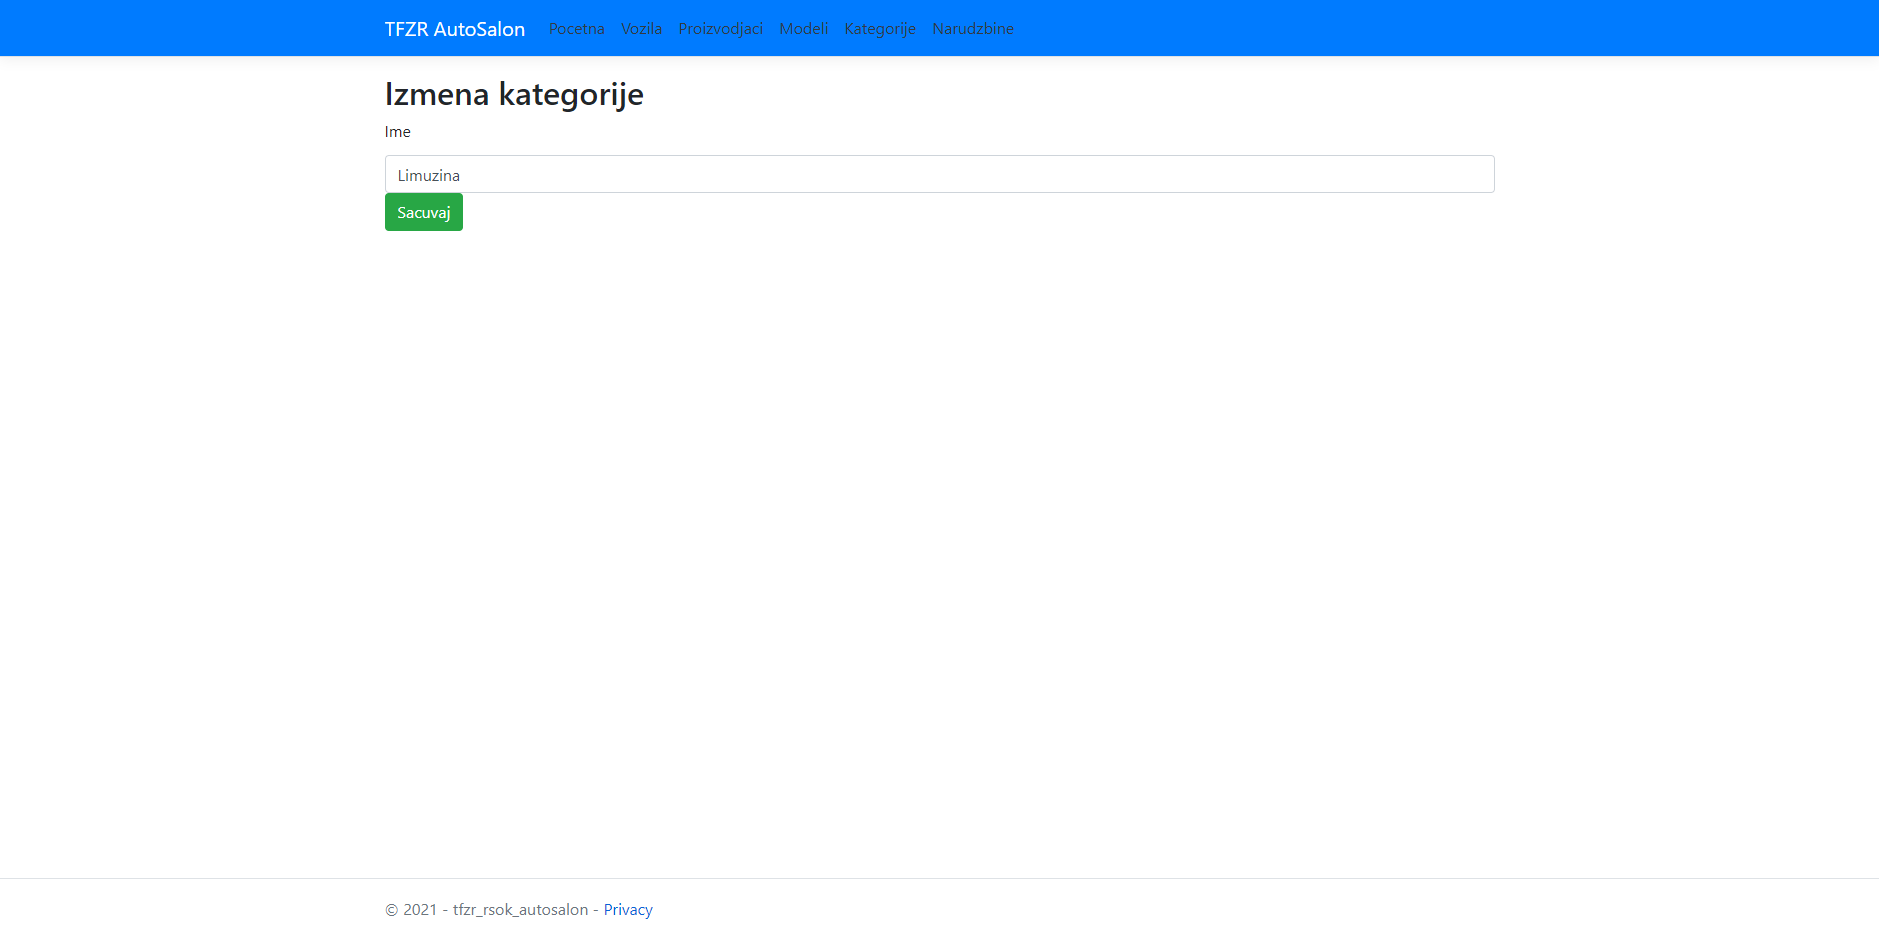 TFZR AutoSalon Pocetna Vozila Proizvodjaci Modeli Kategorije Narudzbine
Izmena kategorije
Ime
Limuzina
Sacuvaj
© 2021 - tfzr_rsok_autosalon - Privacy